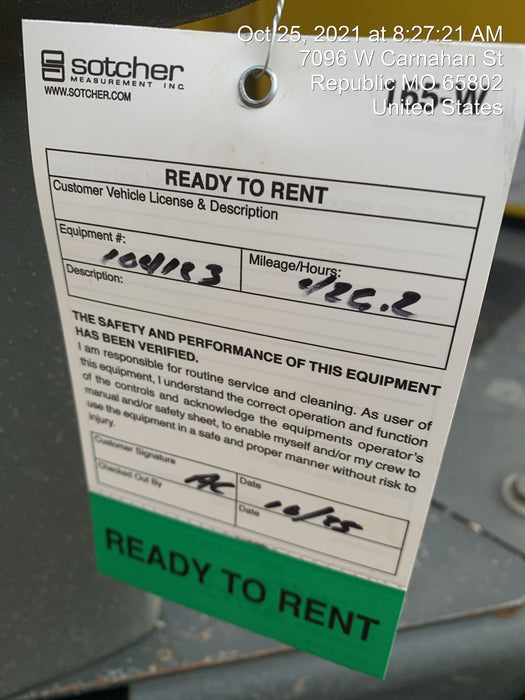 Oct 25, 2021 at 8:27:21 AM
7096 W Carnahan St
Republic MO 65802
United States
sotcher
MEASUREMENT INC
WWW.SOTCHER.COM
165-W
READY TO RENT
Customer Vehicle License & Description
Equipment #:
Mileage/Hours:
Description:
THE SAFETY AND PERFORMANCE OF THIS EQUIPMENT
HAS BEEN VERIFIED.
I am responsible for routine service and cleaning. As user of
this equipment, I understand the correct operation and function
of the controls and acknowledge the equipments operator's
manual and/or safety sheet, to enable myself and/or my crew to
use the equipment in a safe and proper manner without risk to
injury.
Customer Signature
Date
Checked Out By
AC
Date
10/25
READY TO RENT